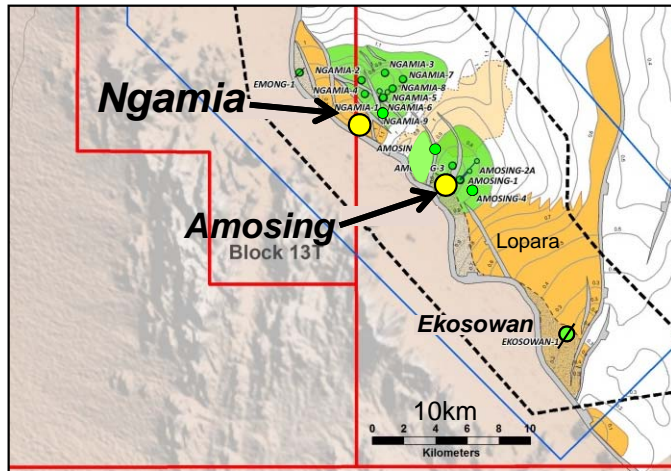 NGAMIA-3
NGAMIA-2
NGAMIA-7
EMONG-1
NGAMIA-8
NGAMIA-4
NGAMIA-5
Ngamia
NGAMIA-1
NGAMIA-6
NGAMIA-9
AMOSIN
G-3
AMOSING-2A
AMOSING-1
AMOSING-4
Amosing
Block 13T
Lopara
Ekosowan
EKOSOWAN-1
10km
0 2 4 6 8 10
Kilometers